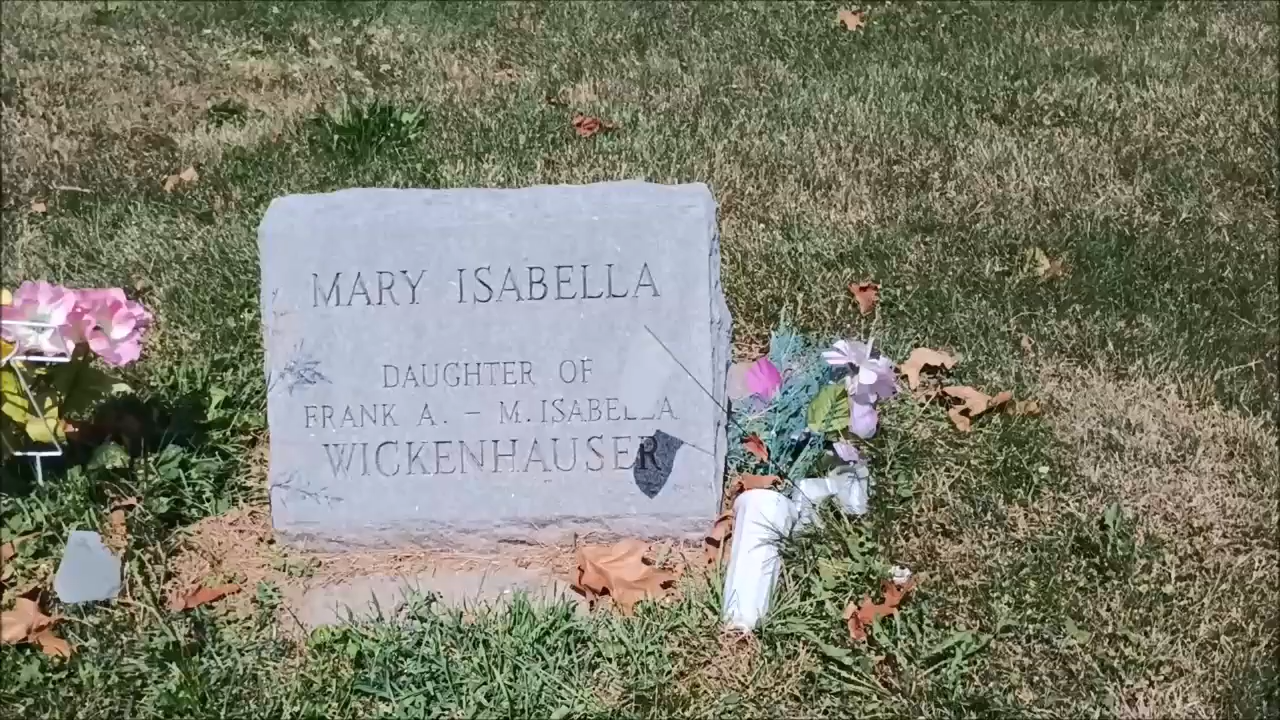 MARY ISABELLA
DAUGHTER OF
FRANK A. – M. ISABELLA
WICKENHAUSER